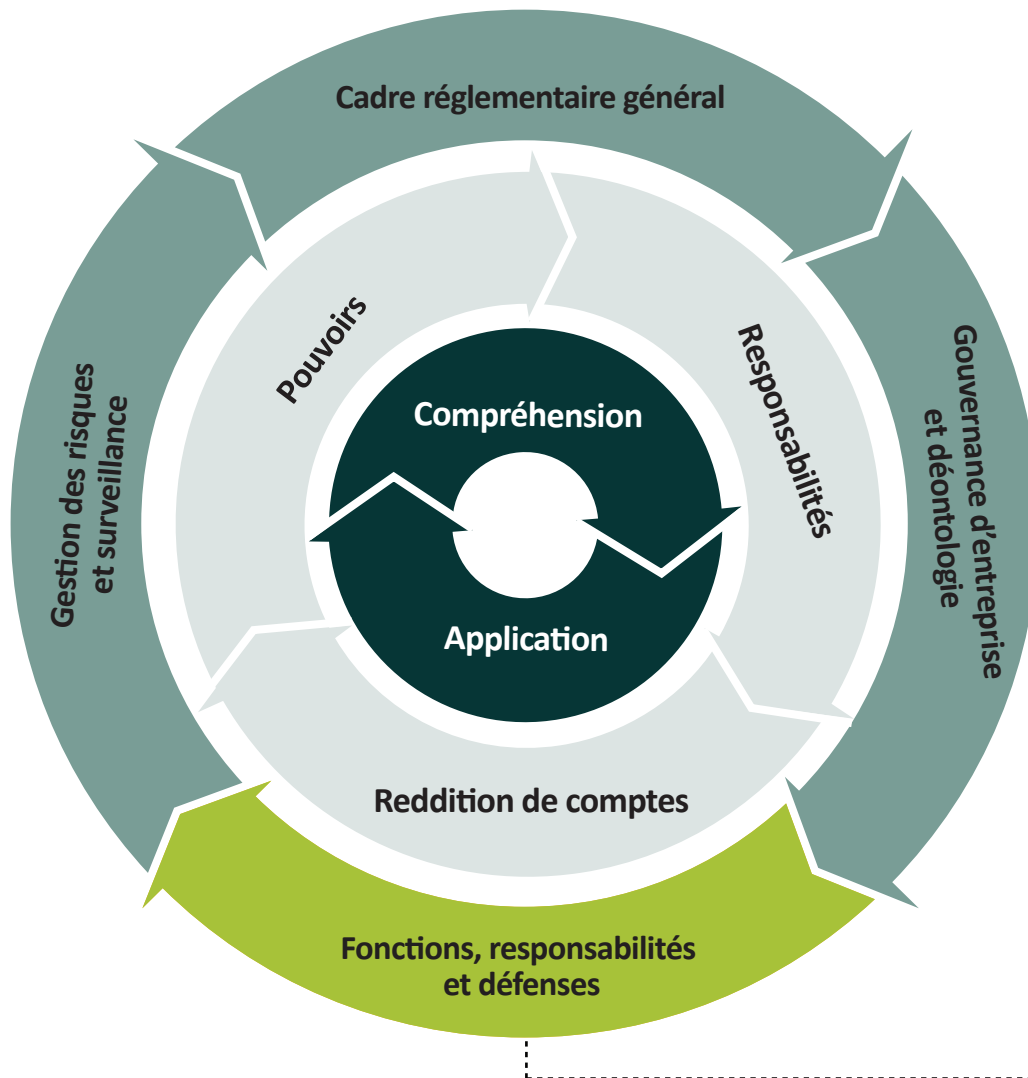 Cadre réglementaire général
Gouvernance d’entreprise
et déontologie
Fonctions, responsabilités
et défenses
Gestion des risques
et surveillance
Pouvoirs
Responsabilités
Reddition de comptes
Compréhension
Application